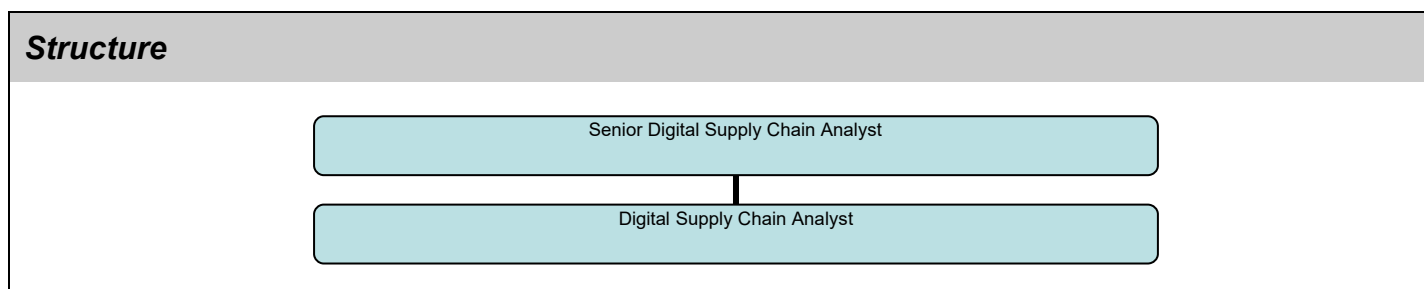 Structure
Senior Digital Supply Chain Analyst
Digital Supply Chain Analyst